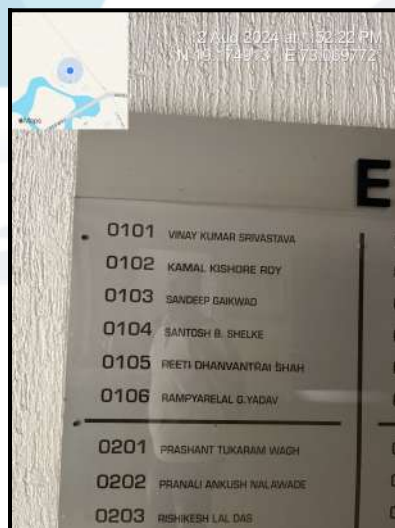 2 Aug 2024 at
52:22 PM
Maps
E
0101 VINAY KUMAR SRIVASTAVA
0102 KAMAL KISHORE ROY
0103 SANDEEP GAIKWAD
0104 SANTOSH B. SHELKE
0105 REETI DHANVANTRAI SHAH
0106 RAMPYARELAL G.YADAV
0201 PRASHANT TUKARAM WAGH
0202 PRANALI ANKUSH NALAWADE
0203 RISHIKESH LAL DAS